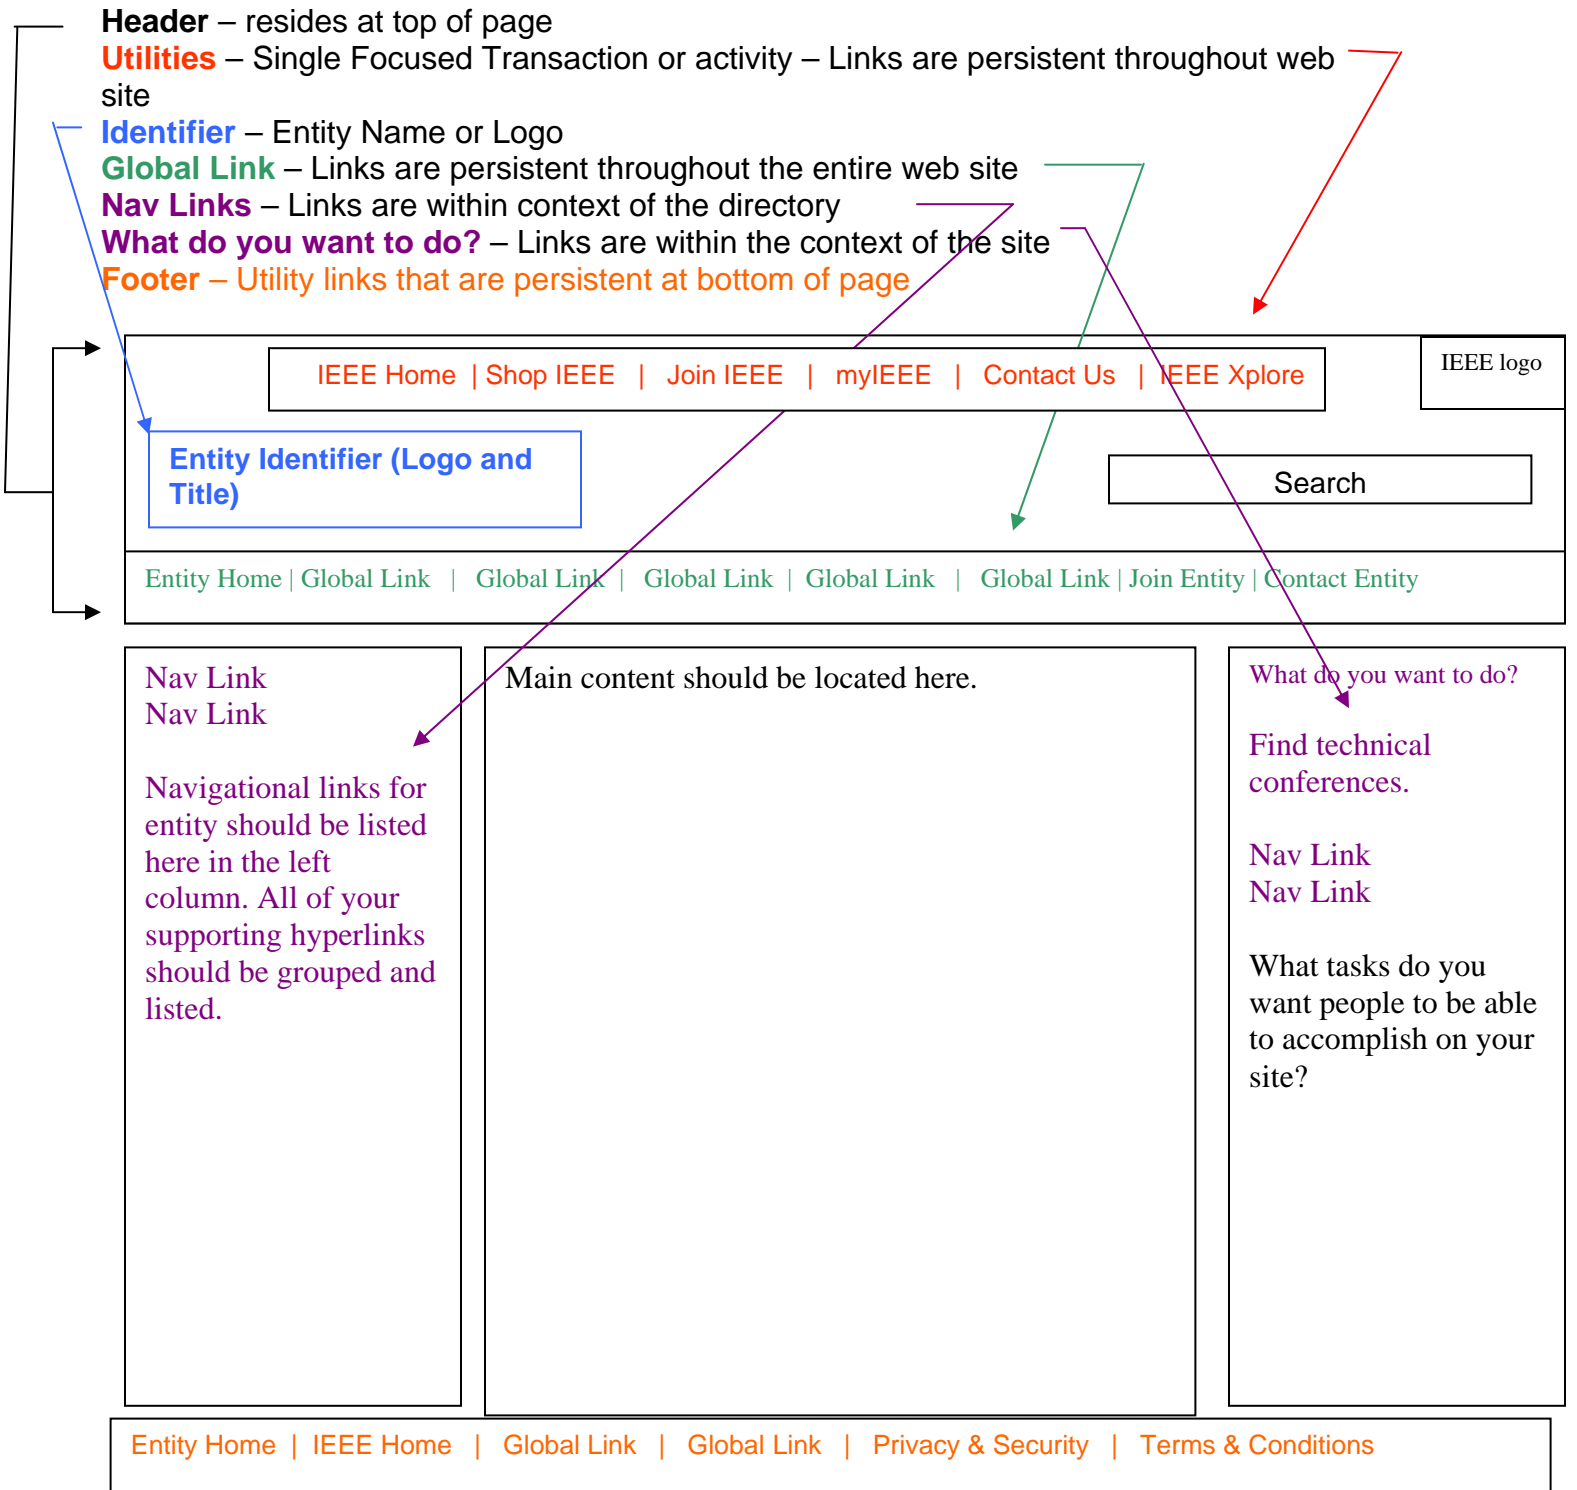 Header – resides at top of page
Utilities – Single Focused Transaction or activity – Links are persistent throughout web
site
Identifier – Entity Name or Logo
Global Link – Links are persistent throughout the entire web site
Nav Links – Links are within context of the directory
What do you want to do? – Links are within the context of the site
Footer – Utility links that are persistent at bottom of page
IEEE Home | Shop IEEE | Join IEEE | myIEEE | Contact Us | IEEE Xplore
IEEE logo
Entity Identifier (Logo and
Title)
Search
Entity Home | Global Link | Global Link | Global Link | Global Link | Global Link | Join Entity | Contact Entity
Nav Link
Nav Link
Navigational links for
entity should be listed
here in the left
column. All of your
supporting hyperlinks
should be grouped and
listed.
Main content should be located here.
What do you want to do?
Find technical
conferences.
Nav Link
Nav Link
What tasks do you
want people to be able
to accomplish on your
site?
Entity Home | IEEE Home | Global Link | Global Link | Privacy & Security | Terms & Conditions